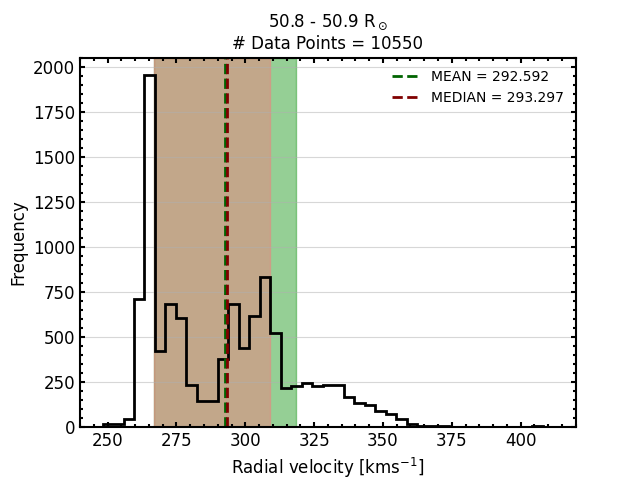 50.8 - 50.9 R⊙
# Data Points = 10550
MEAN = 292.592
MEDIAN = 293.297
Frequency
2000
1750
1500
1250
1000
750
500
250
0
250 275 300 325 350 375 400
Radial velocity [kms⁻¹]